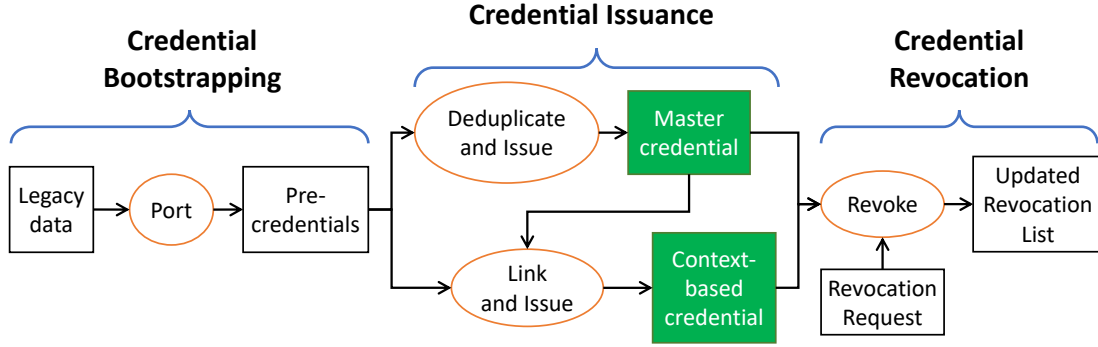 Credential Issuance
Credential
Bootstrapping
Credential
Revocation
Legacy
data
Port
Pre-
credentials
Deduplicate
and Issue
Master
credential
Link
and Issue
Context-
based
credential
Revoke
Revocation
Request
Updated
Revocation
List